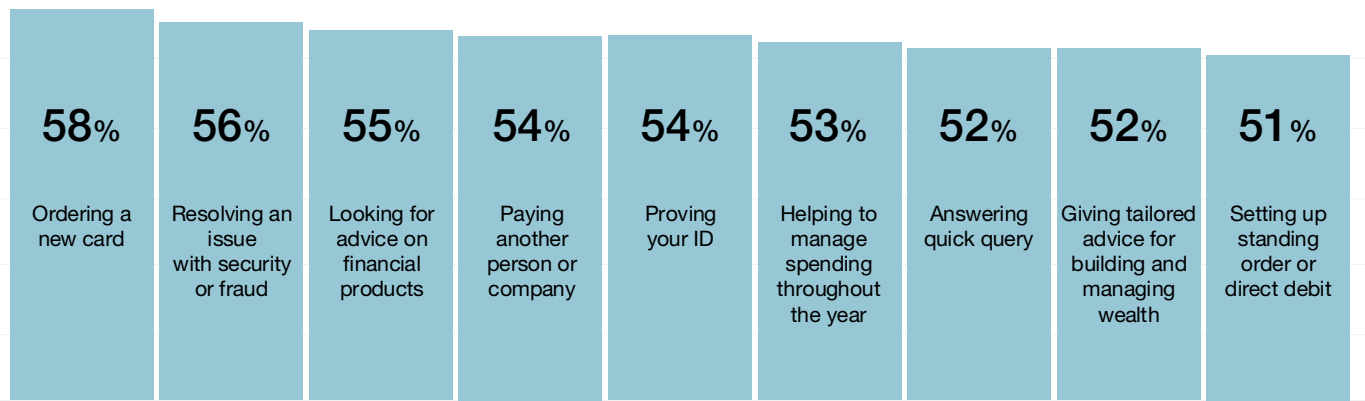 58%
56%
55%
54%
54%
53%
52%
52%
51%
Ordering a
new card
Resolving an
issue
with security
or fraud
Looking for
advice on
financial
products
Paying
another
person or
company
Proving
your ID
Helping to
manage
spending
throughout
the year
Answering
quick query
Giving tailored
advice for
building and
managing
wealth
Setting up
standing
order or
direct debit